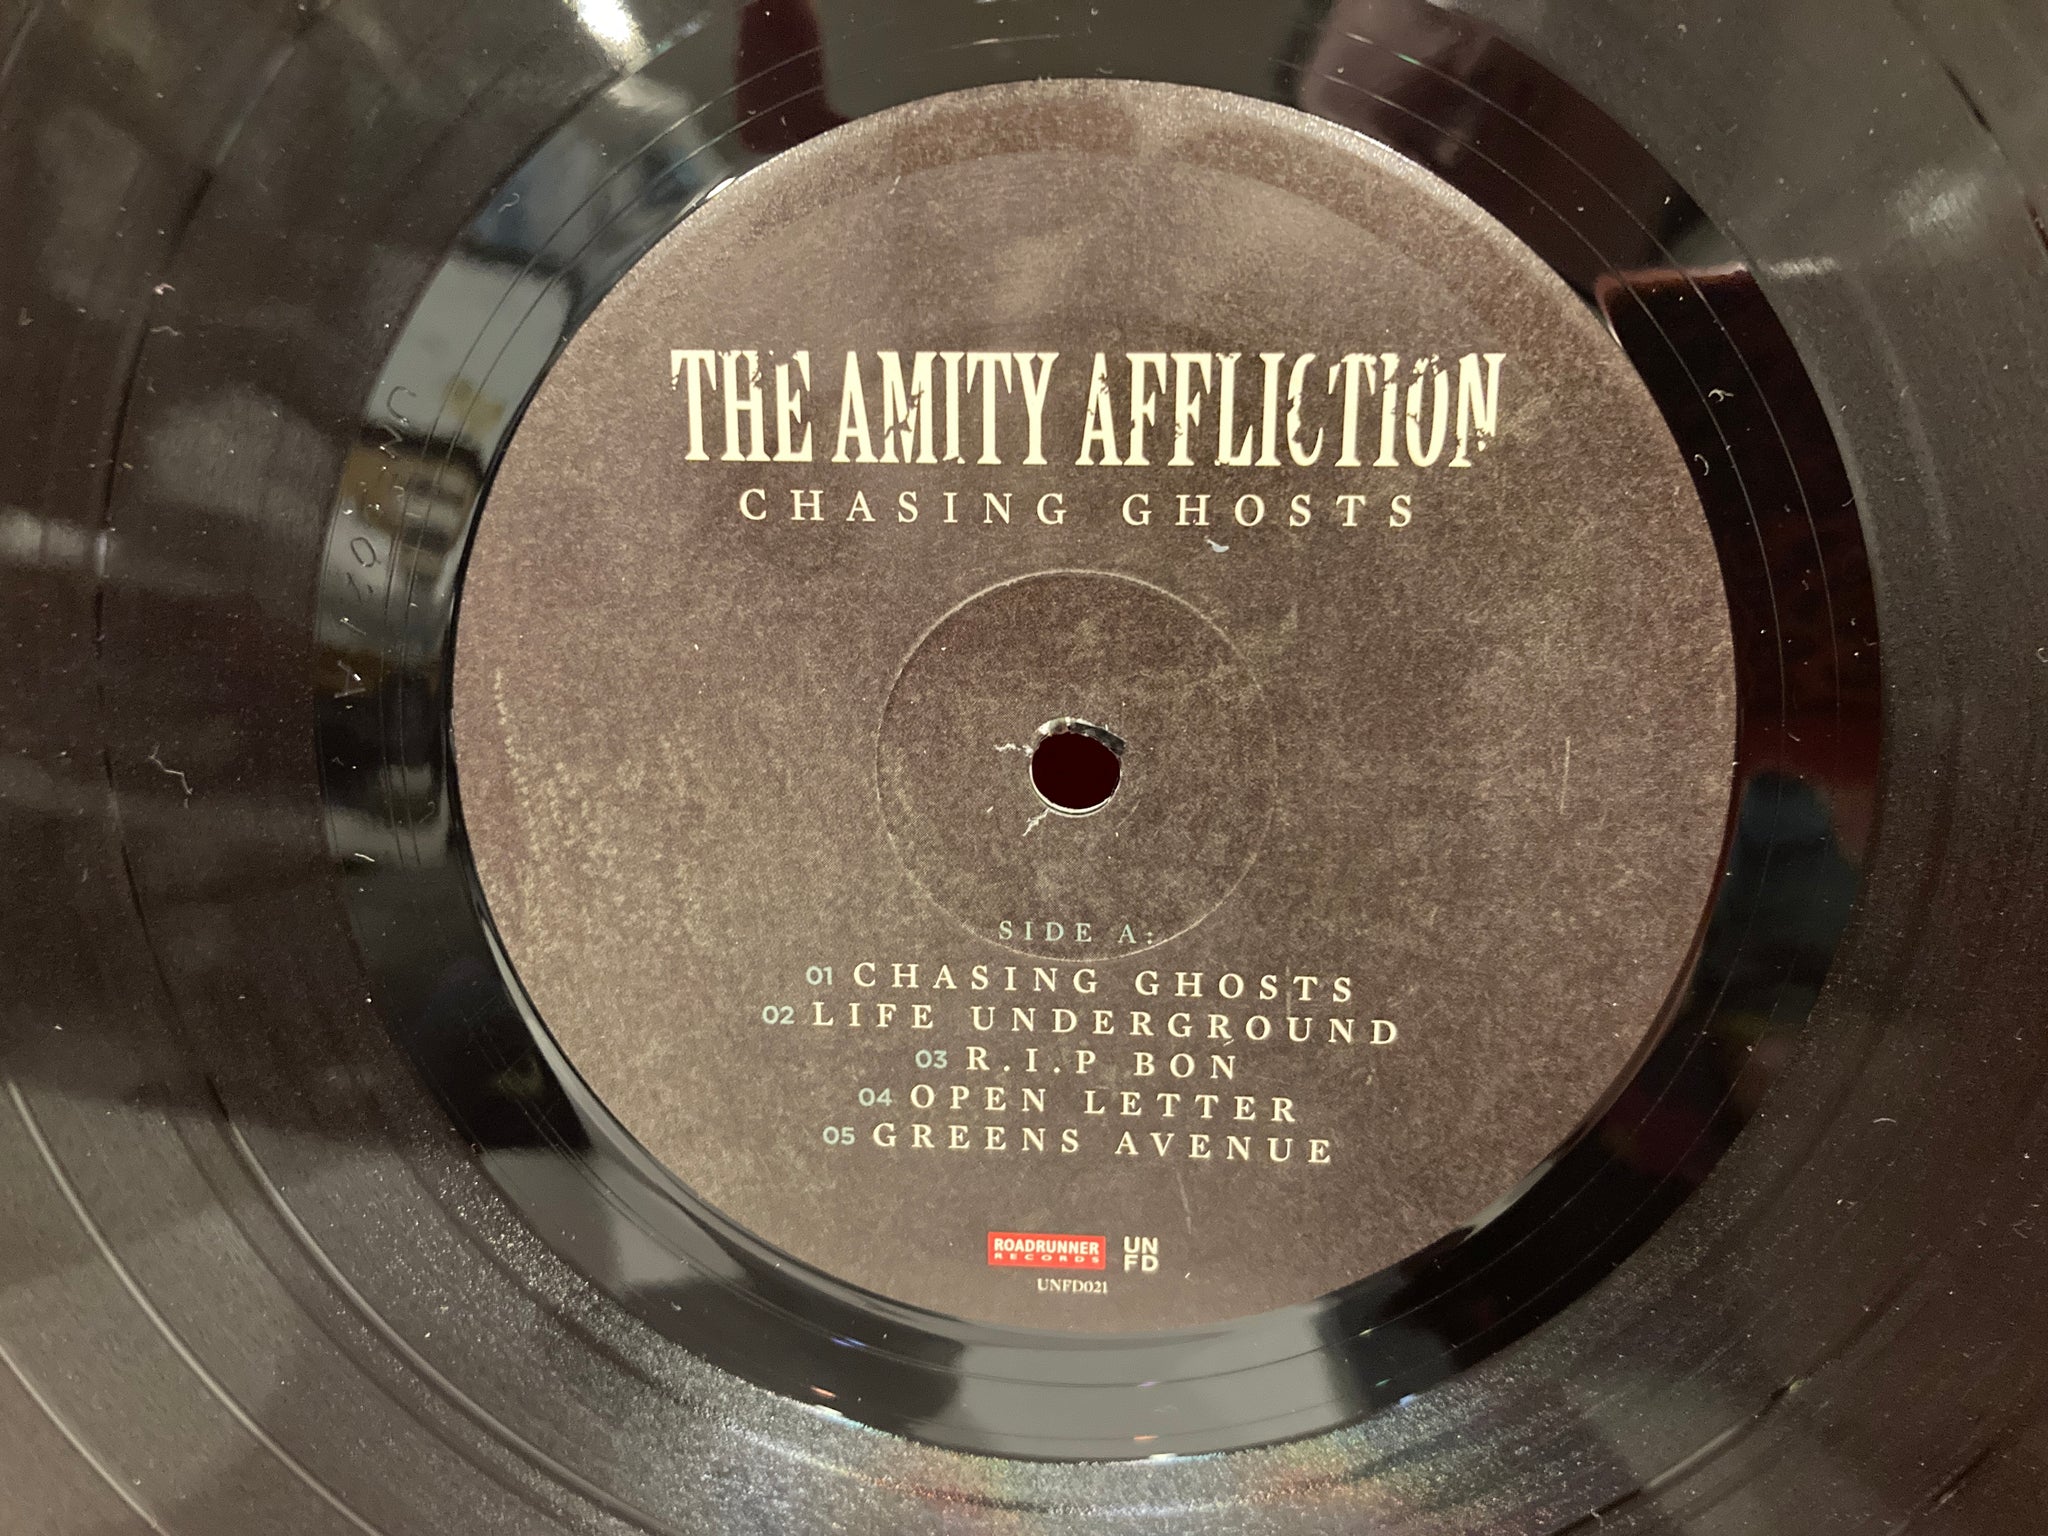 THE AMITY AFFLICTION
CHASING GHOSTS
SIDE A:
01 CHASING GHOSTS
02 LIFE UNDERGROUND
03 R.I.P BON
04 OPEN LETTER
05 GREENS AVENUE
ROADRUNNER
RECORDS
UN
FD
UNFD021